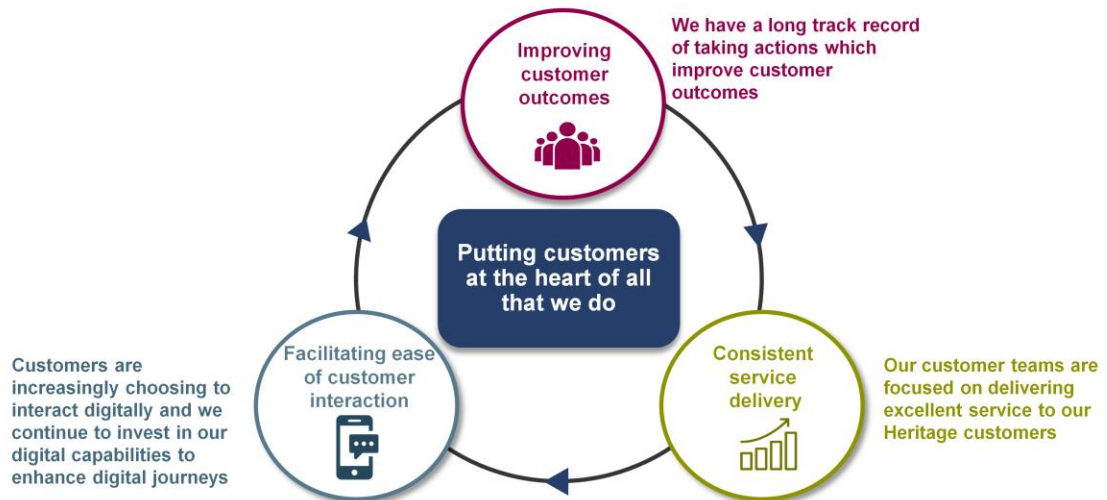 Improving
customer
outcomes
We have a long track record
of taking actions which
improve customer
outcomes
Putting customers
at the heart of all
that we do
Facilitating ease
of customer
interaction
Customers are
increasingly choosing to
interact digitally and we
continue to invest in our
digital capabilities to
enhance digital journeys
Consistent
service
delivery
Our customer teams are
focused on delivering
excellent service to our
Heritage customers